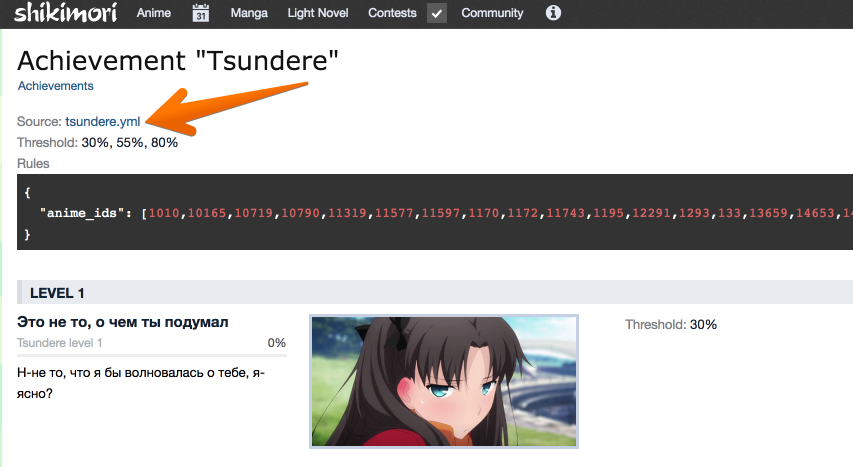 shikimori Anime 31 Manga Light Novel Contests Community
Achievement "Tsundere"
Achievements
Source: tsundere.yml
Threshold: 30%, 55%, 80%
Rules
{
"anime_ids": [1010,10165,10719,10790,11319,11577,11597,1170,1172,11743,1195,12291,1293,133,13659,14653,14
}
LEVEL 1
Это не то, о чем ты подумал
Tsundere level 1 0%
Threshold: 30%
Н-не то, что я бы волновалась о тебе, я-
ясно?